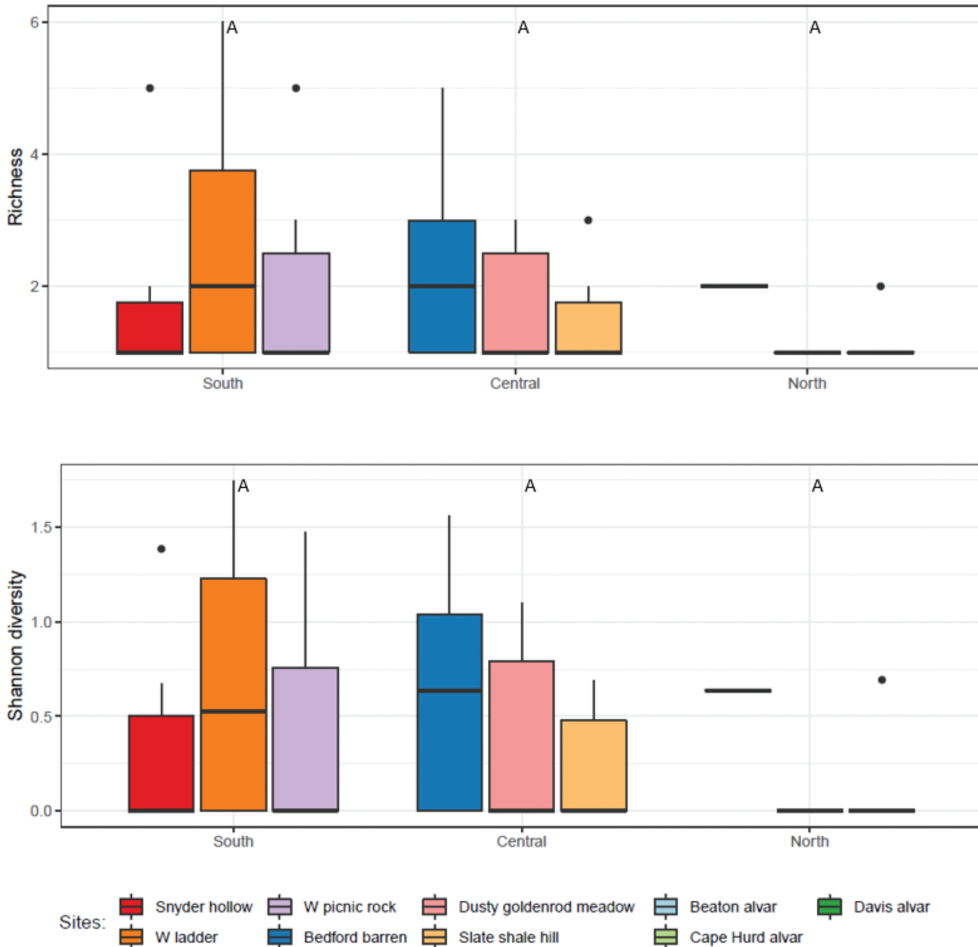 6
A
A
A
4
2
Richness
South
Central
North
A
A
A
1.5
1.0
0.5
0.0
Shannon diversity
South
Central
North
Sites:
Snyder hollow
W picnic rock
Dusty goldenrod meadow
Beaton alvar
Davis alvar
W ladder
Bedford barren
Slate shale hill
Cape Hurd alvar